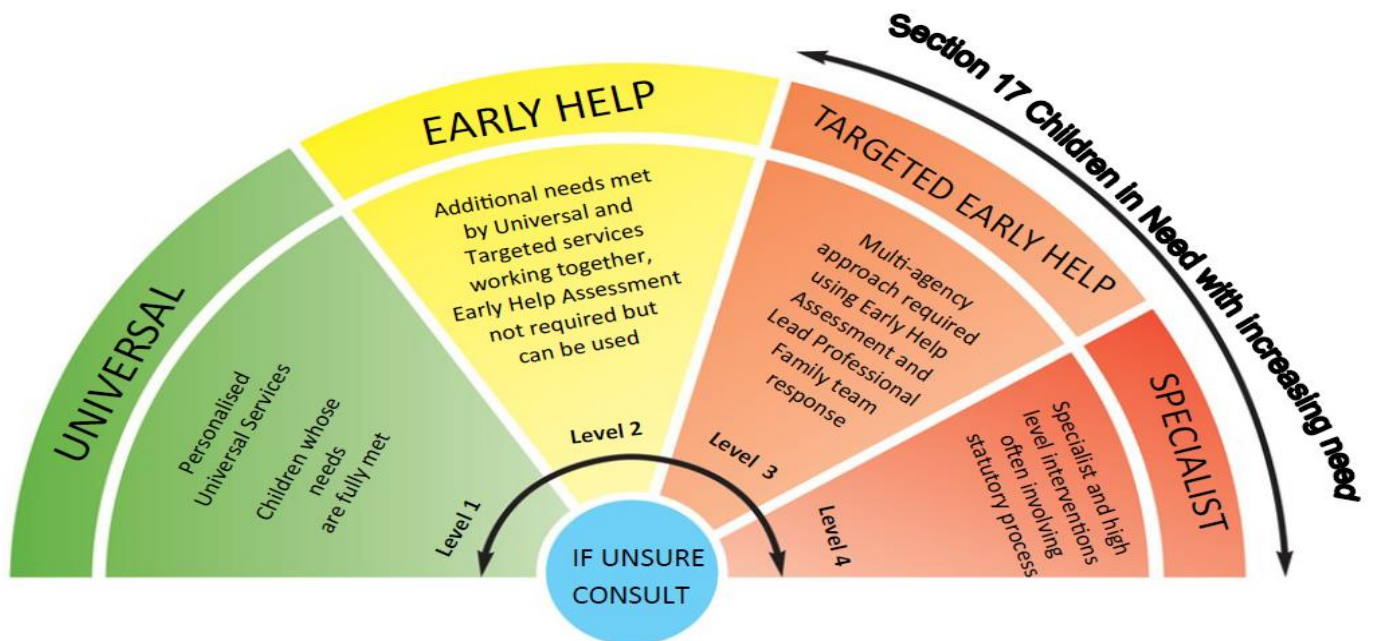 UNIVERSAL
Personalised
Universal Services
Children whose
needs
are fully met
Level 1
EARLY HELP
Additional needs met
by Universal and
Targeted services
working together,
Early Help Assessment
not required but
can be used
Level 2
TARGETED EARLY HELP
Multi-agency
approach required
using Early Help
Assessment and
Lead Professional
Family team
response
Level 3
SPECIALIST
Specialist and high
level interventions
often involving
statutory process
Level 4
Section 17 Children in Need with increasing need
IF UNSURE
CONSULT